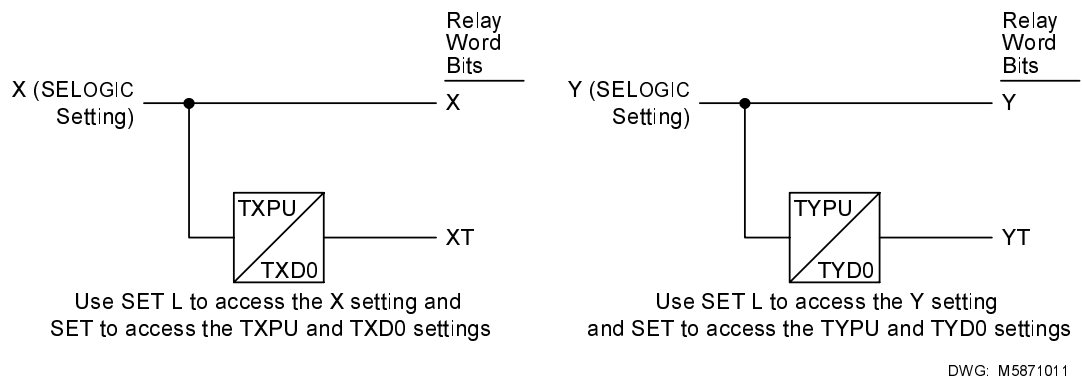 Relay
Word
Bits
X (SELOGIC
Setting)
X
TXPU
TXD0
XT
Use SET L to access the X setting and
SET to access the TXPU and TXD0 settings
Relay
Word
Bits
Y (SELOGIC
Setting)
Y
TYPU
TYD0
YT
Use SET L to access the Y setting
and SET to access the TYPU and TYD0 settings
DWG: M5871011